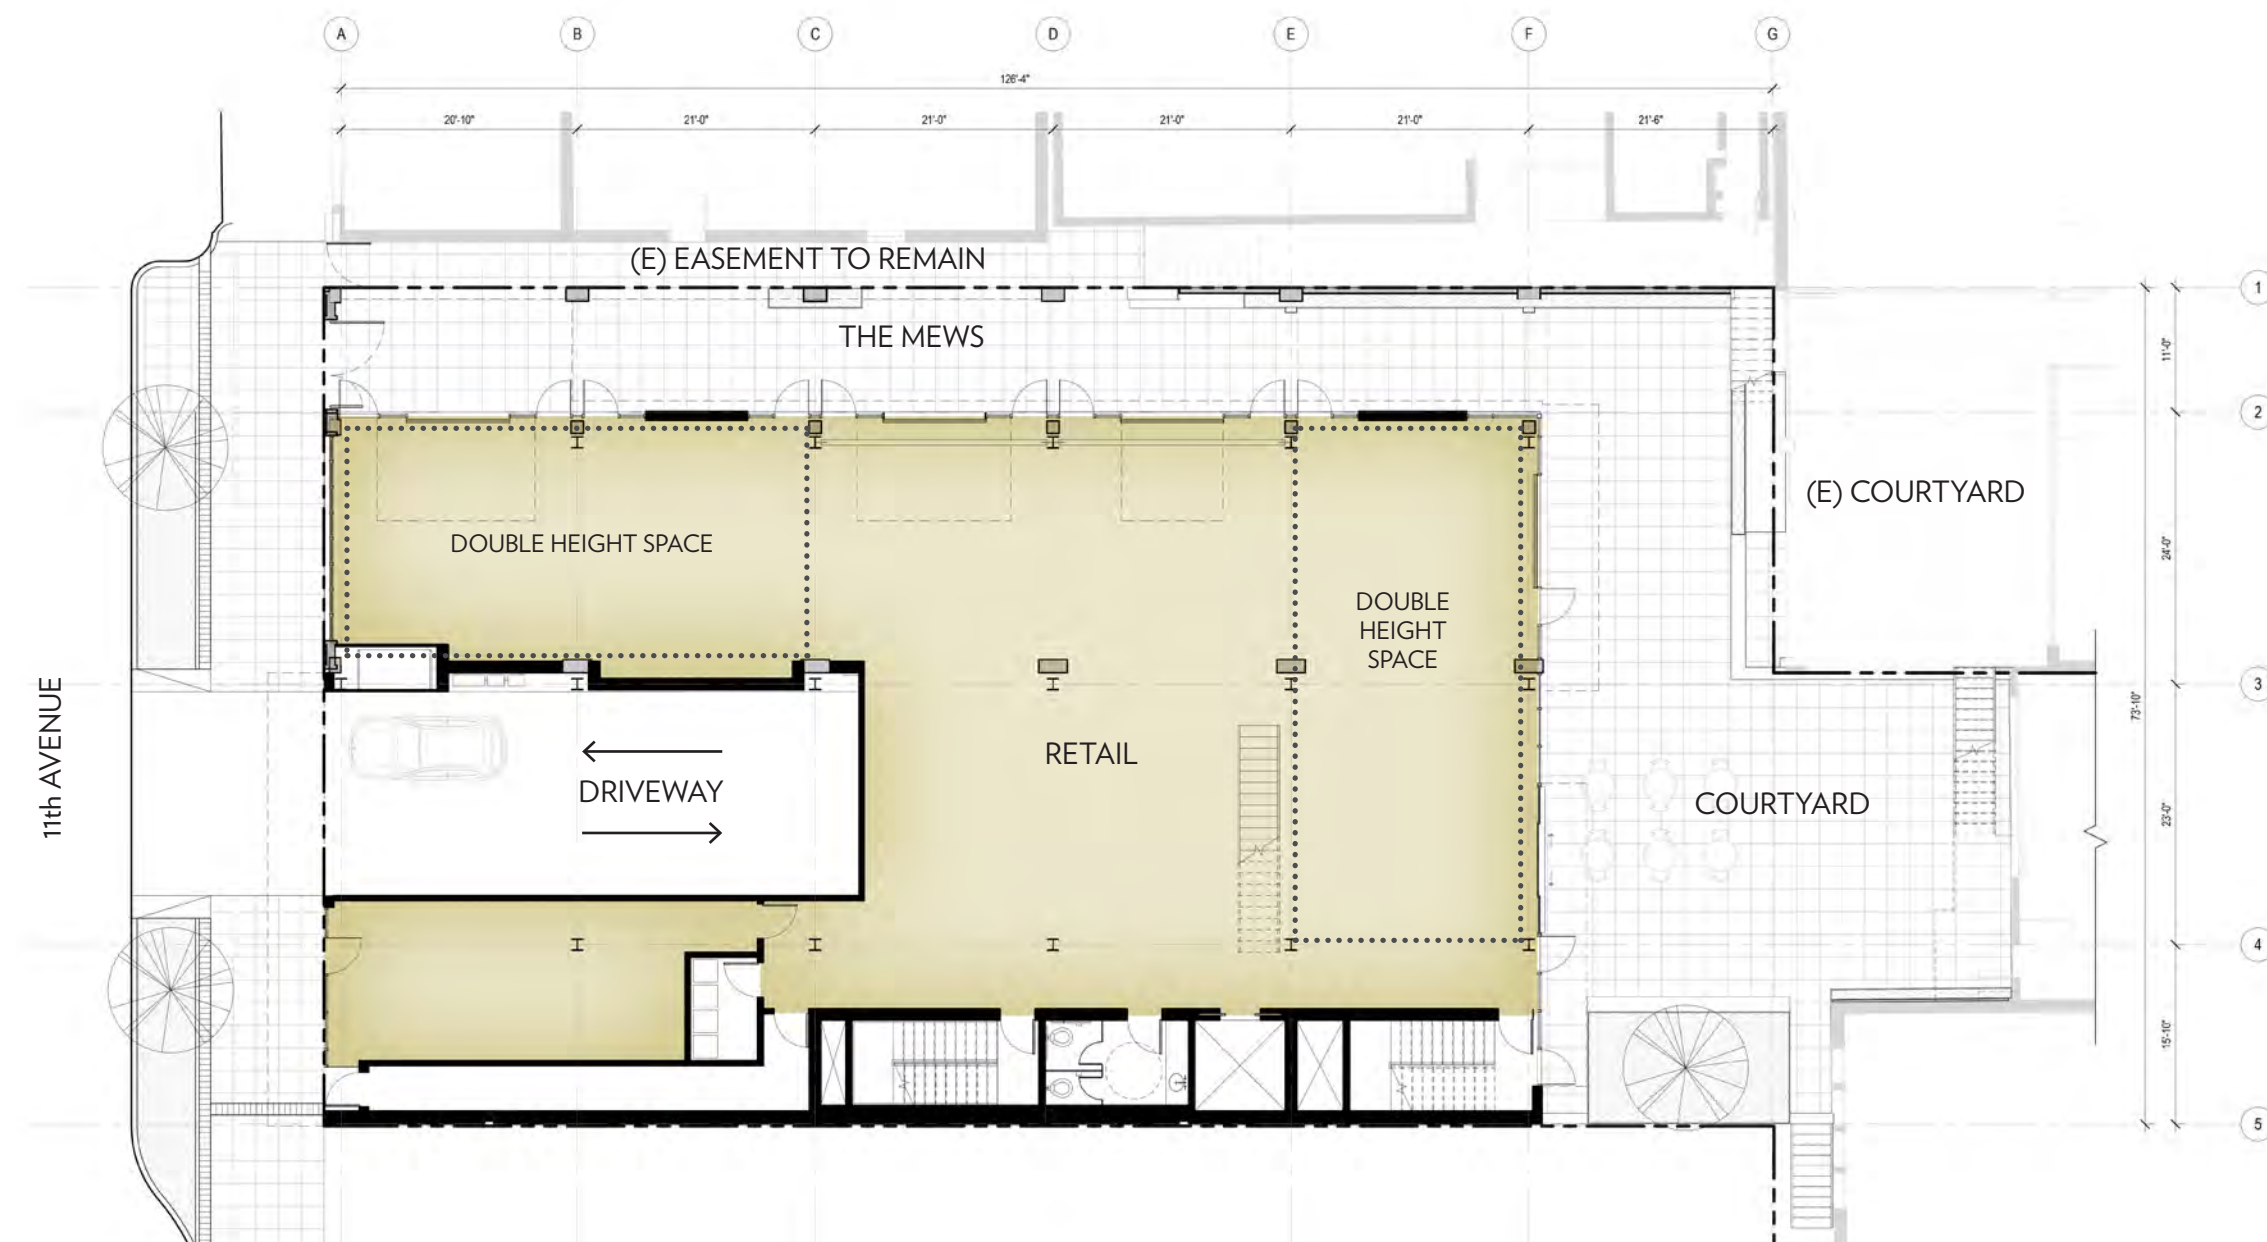 A B C D E F G
126'-4"
20'-10" 21'-0" 21'-0" 21'-0" 21'-0" 21'-6"
(E) EASEMENT TO REMAIN
1
THE MEWS
11'-0"
2
(E) COURTYARD
DOUBLE HEIGHT SPACE
24'-0"
DOUBLE
HEIGHT
SPACE
3
73'-10"
11th AVENUE
RETAIL
DRIVEWAY
COURTYARD
23'-0"
4
15'-10"
5